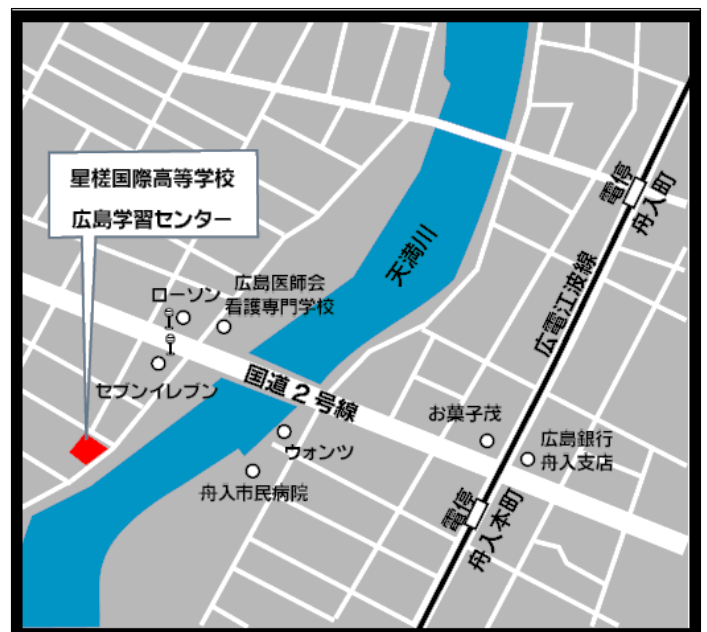 星槎国際高等学校
広島学習センター
電停
舟入町
天満川
広島医師会
看護専門学校
ローソン
広電江波線
セブンイレブン
国道2号線
お菓子茂
広島銀行
舟入支店
ウォンツ
舟入市民病院
電停
舟入本町